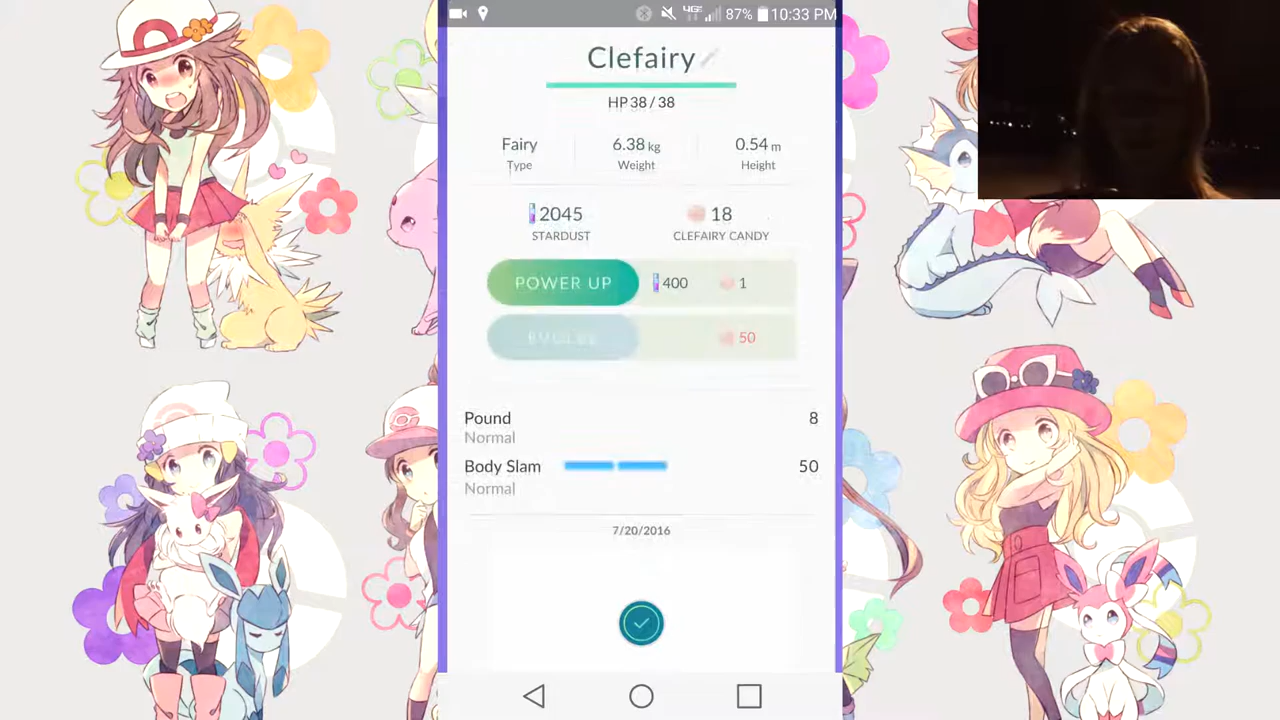 87% 10:33 PM
Clefairy
HP 38 / 38
Fairy 6.38 kg 0.54 m
Type Weight Height
2045 18
STARDUST CLEFAIRY CANDY
POWER UP 400 1
EVOLVE 50
Pound 8
Normal
Body Slam 50
Normal
7/20/2016